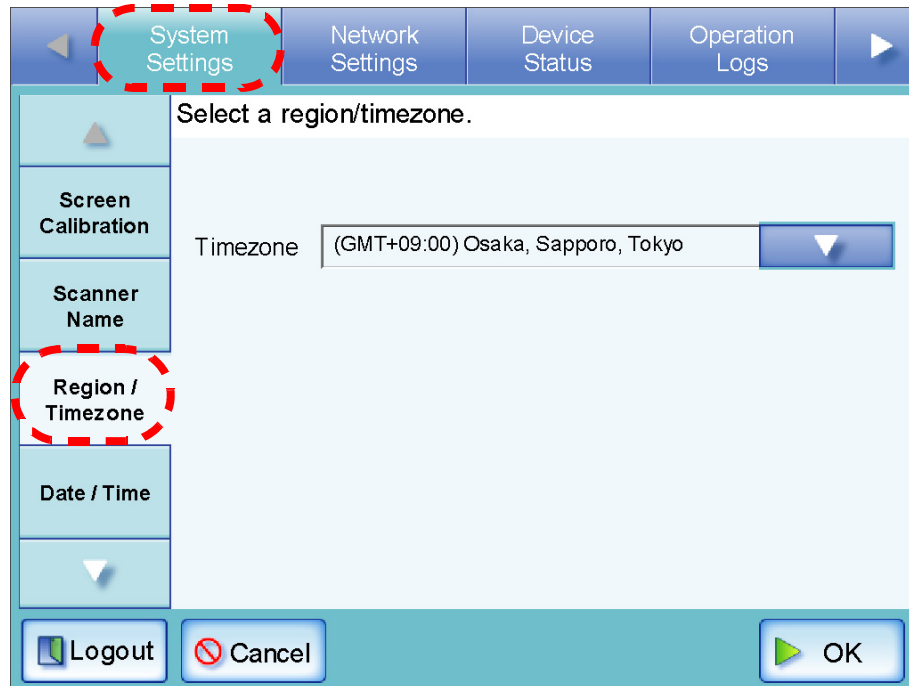 System
Settings
Network
Settings
Device
Status
Operation
Logs
Select a region/timezone.
Screen
Calibration
Scanner
Name
Region /
Timezone
Date / Time
Timezone
(GMT+09:00) Osaka, Sapporo, Tokyo
Logout
Cancel
OK